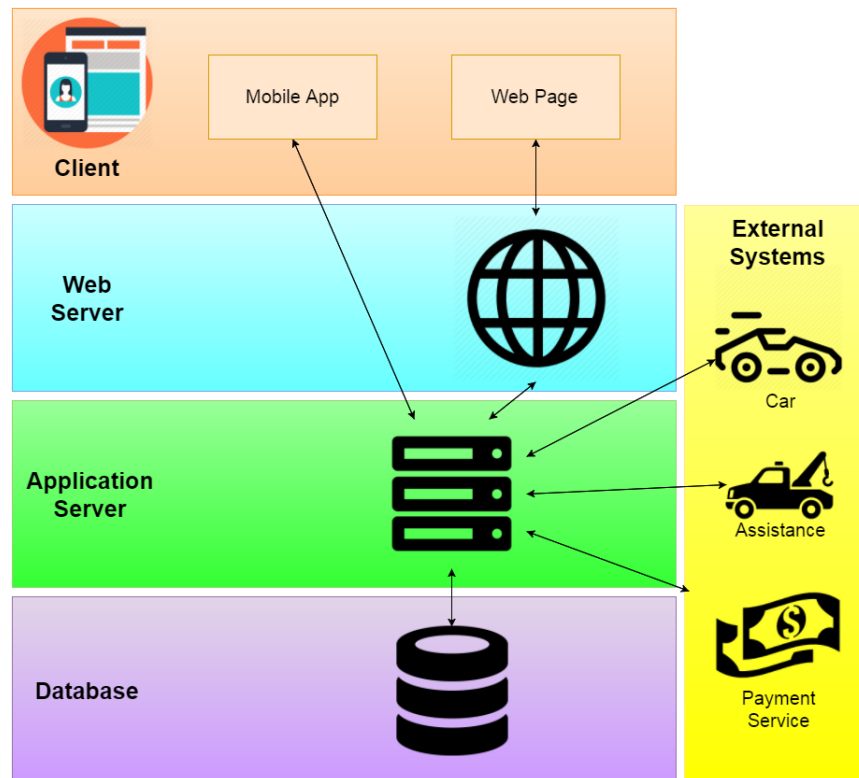 Mobile App
Web Page
Client
Web
Server
External
Systems
Car
Application
Server
Assistance
Database
$
Payment
Service